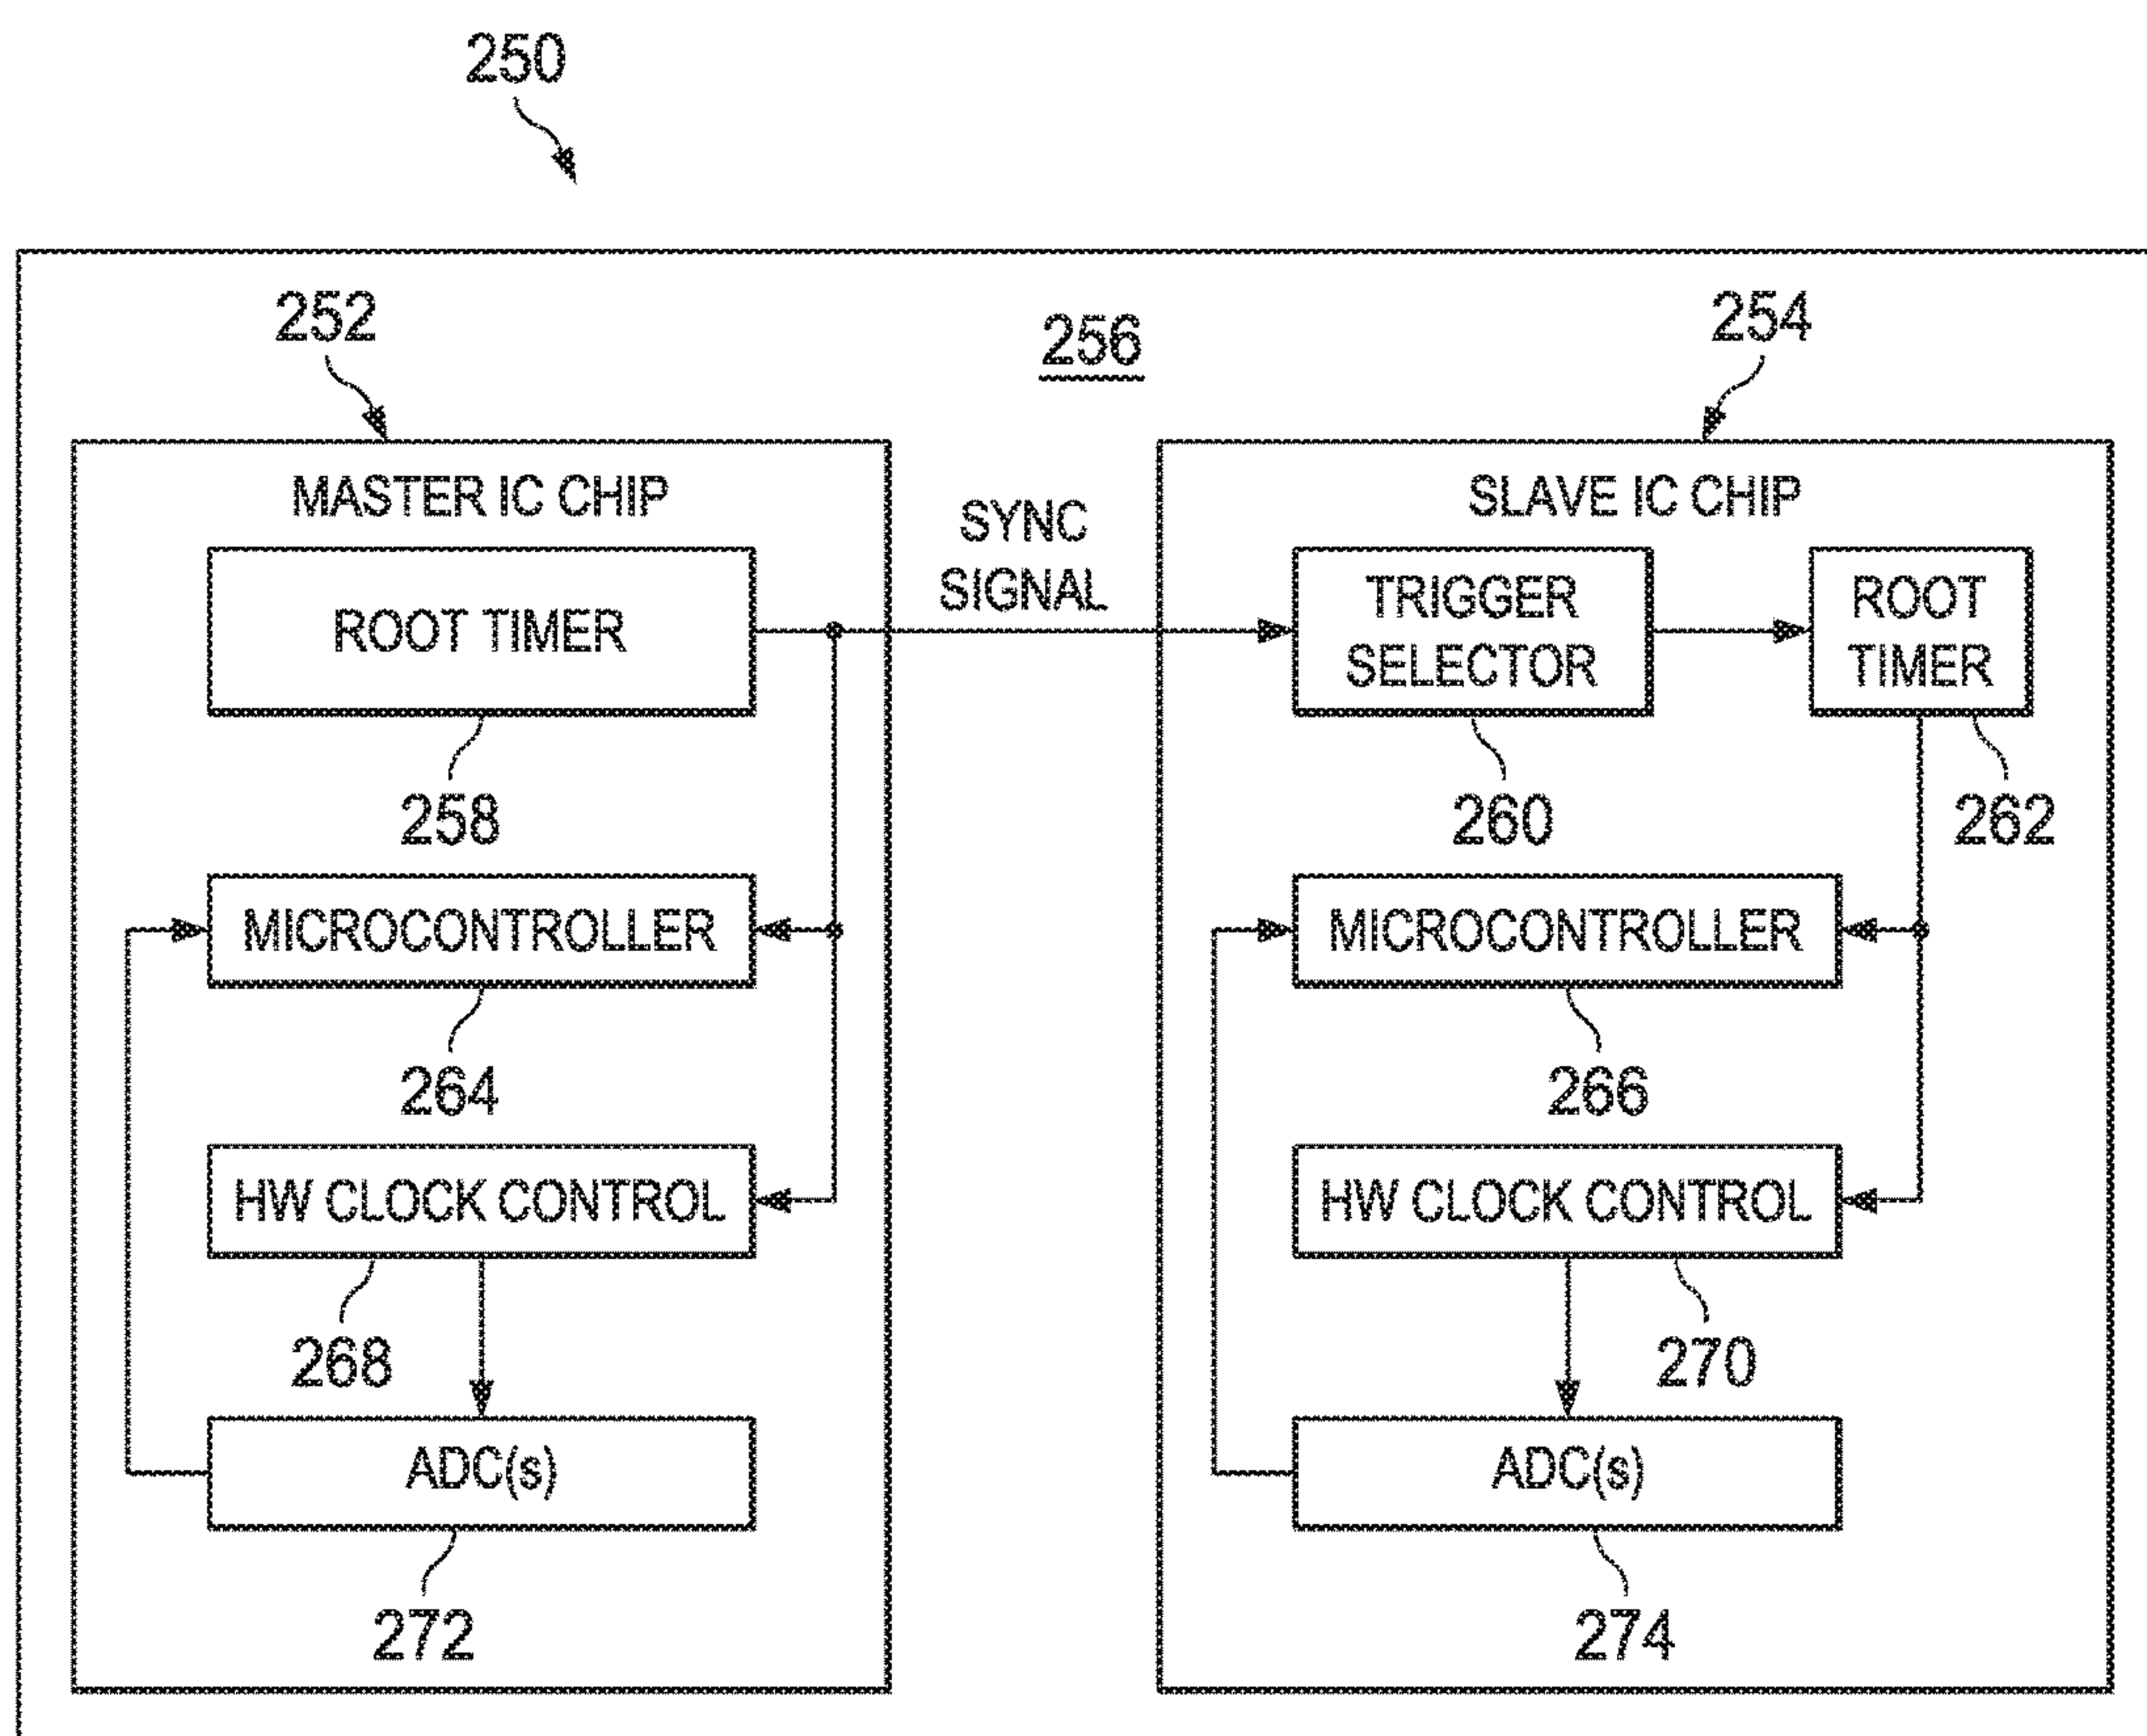 250
252
256
254
MASTER IC CHIP
SYNC
SIGNAL
SLAVE IC CHIP
ROOT TIMER
TRIGGER
SELECTOR
ROOT
TIMER
258
260
262
MICROCONTROLLER
MICROCONTROLLER
264
266
HW CLOCK CONTROL
HW CLOCK CONTROL
268
270
ADC(s)
ADC(s)
272
274